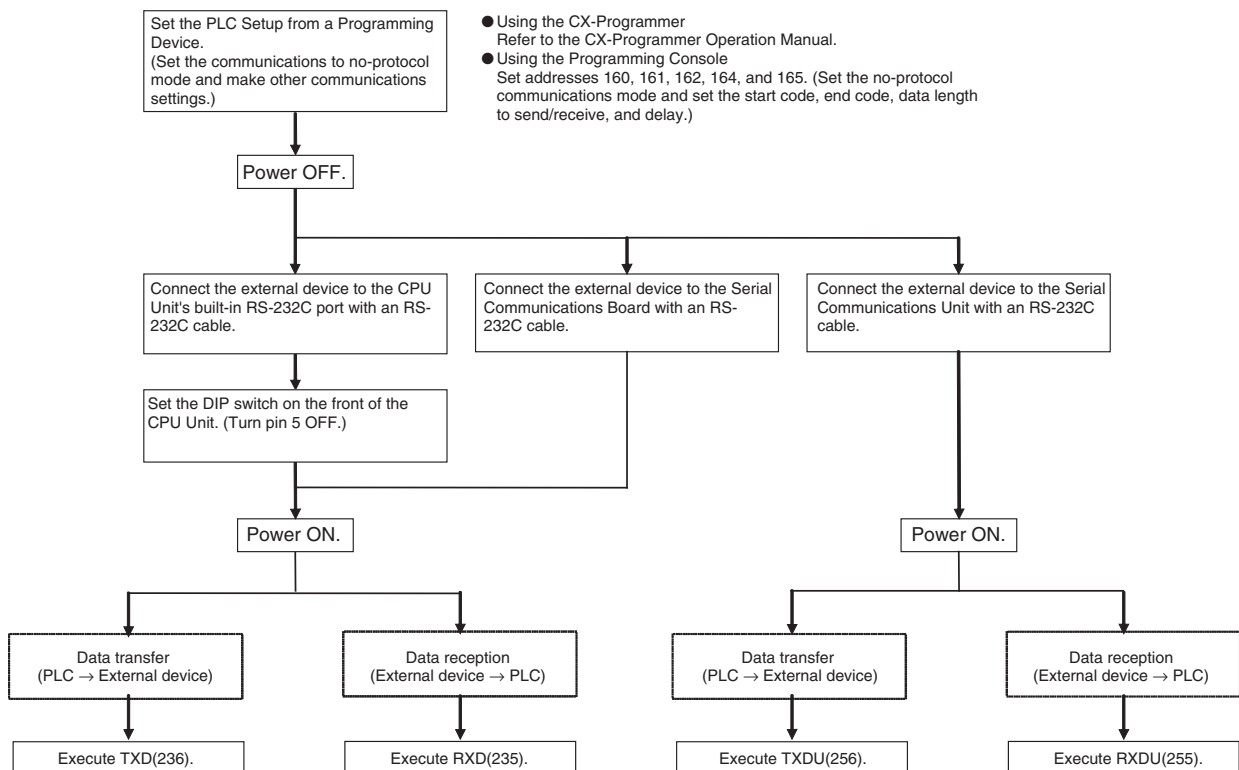 Set the PLC Setup from a Programming
Device.
(Set the communications to no-protocol
mode and make other communications
settings.)
● Using the CX-Programmer
Refer to the CX-Programmer Operation Manual.
● Using the Programming Console
Set addresses 160, 161, 162, 164, and 165. (Set the no-protocol
communications mode and set the start code, end code, data length
to send/receive, and delay.)
Power OFF.
Connect the external device to the CPU
Unit's built-in RS-232C port with an RS-
232C cable.
Connect the external device to the Serial
Communications Board with an RS-
232C cable.
Connect the external device to the Serial
Communications Unit with an RS-232C
cable.
Set the DIP switch on the front of the
CPU Unit. (Turn pin 5 OFF.)
Power ON.
Power ON.
Data transfer
(PLC → External device)
Data reception
(External device → PLC)
Data transfer
(PLC → External device)
Data reception
(External device → PLC)
Execute TXD(236).
Execute RXD(235).
Execute TXDU(256).
Execute RXDU(255).